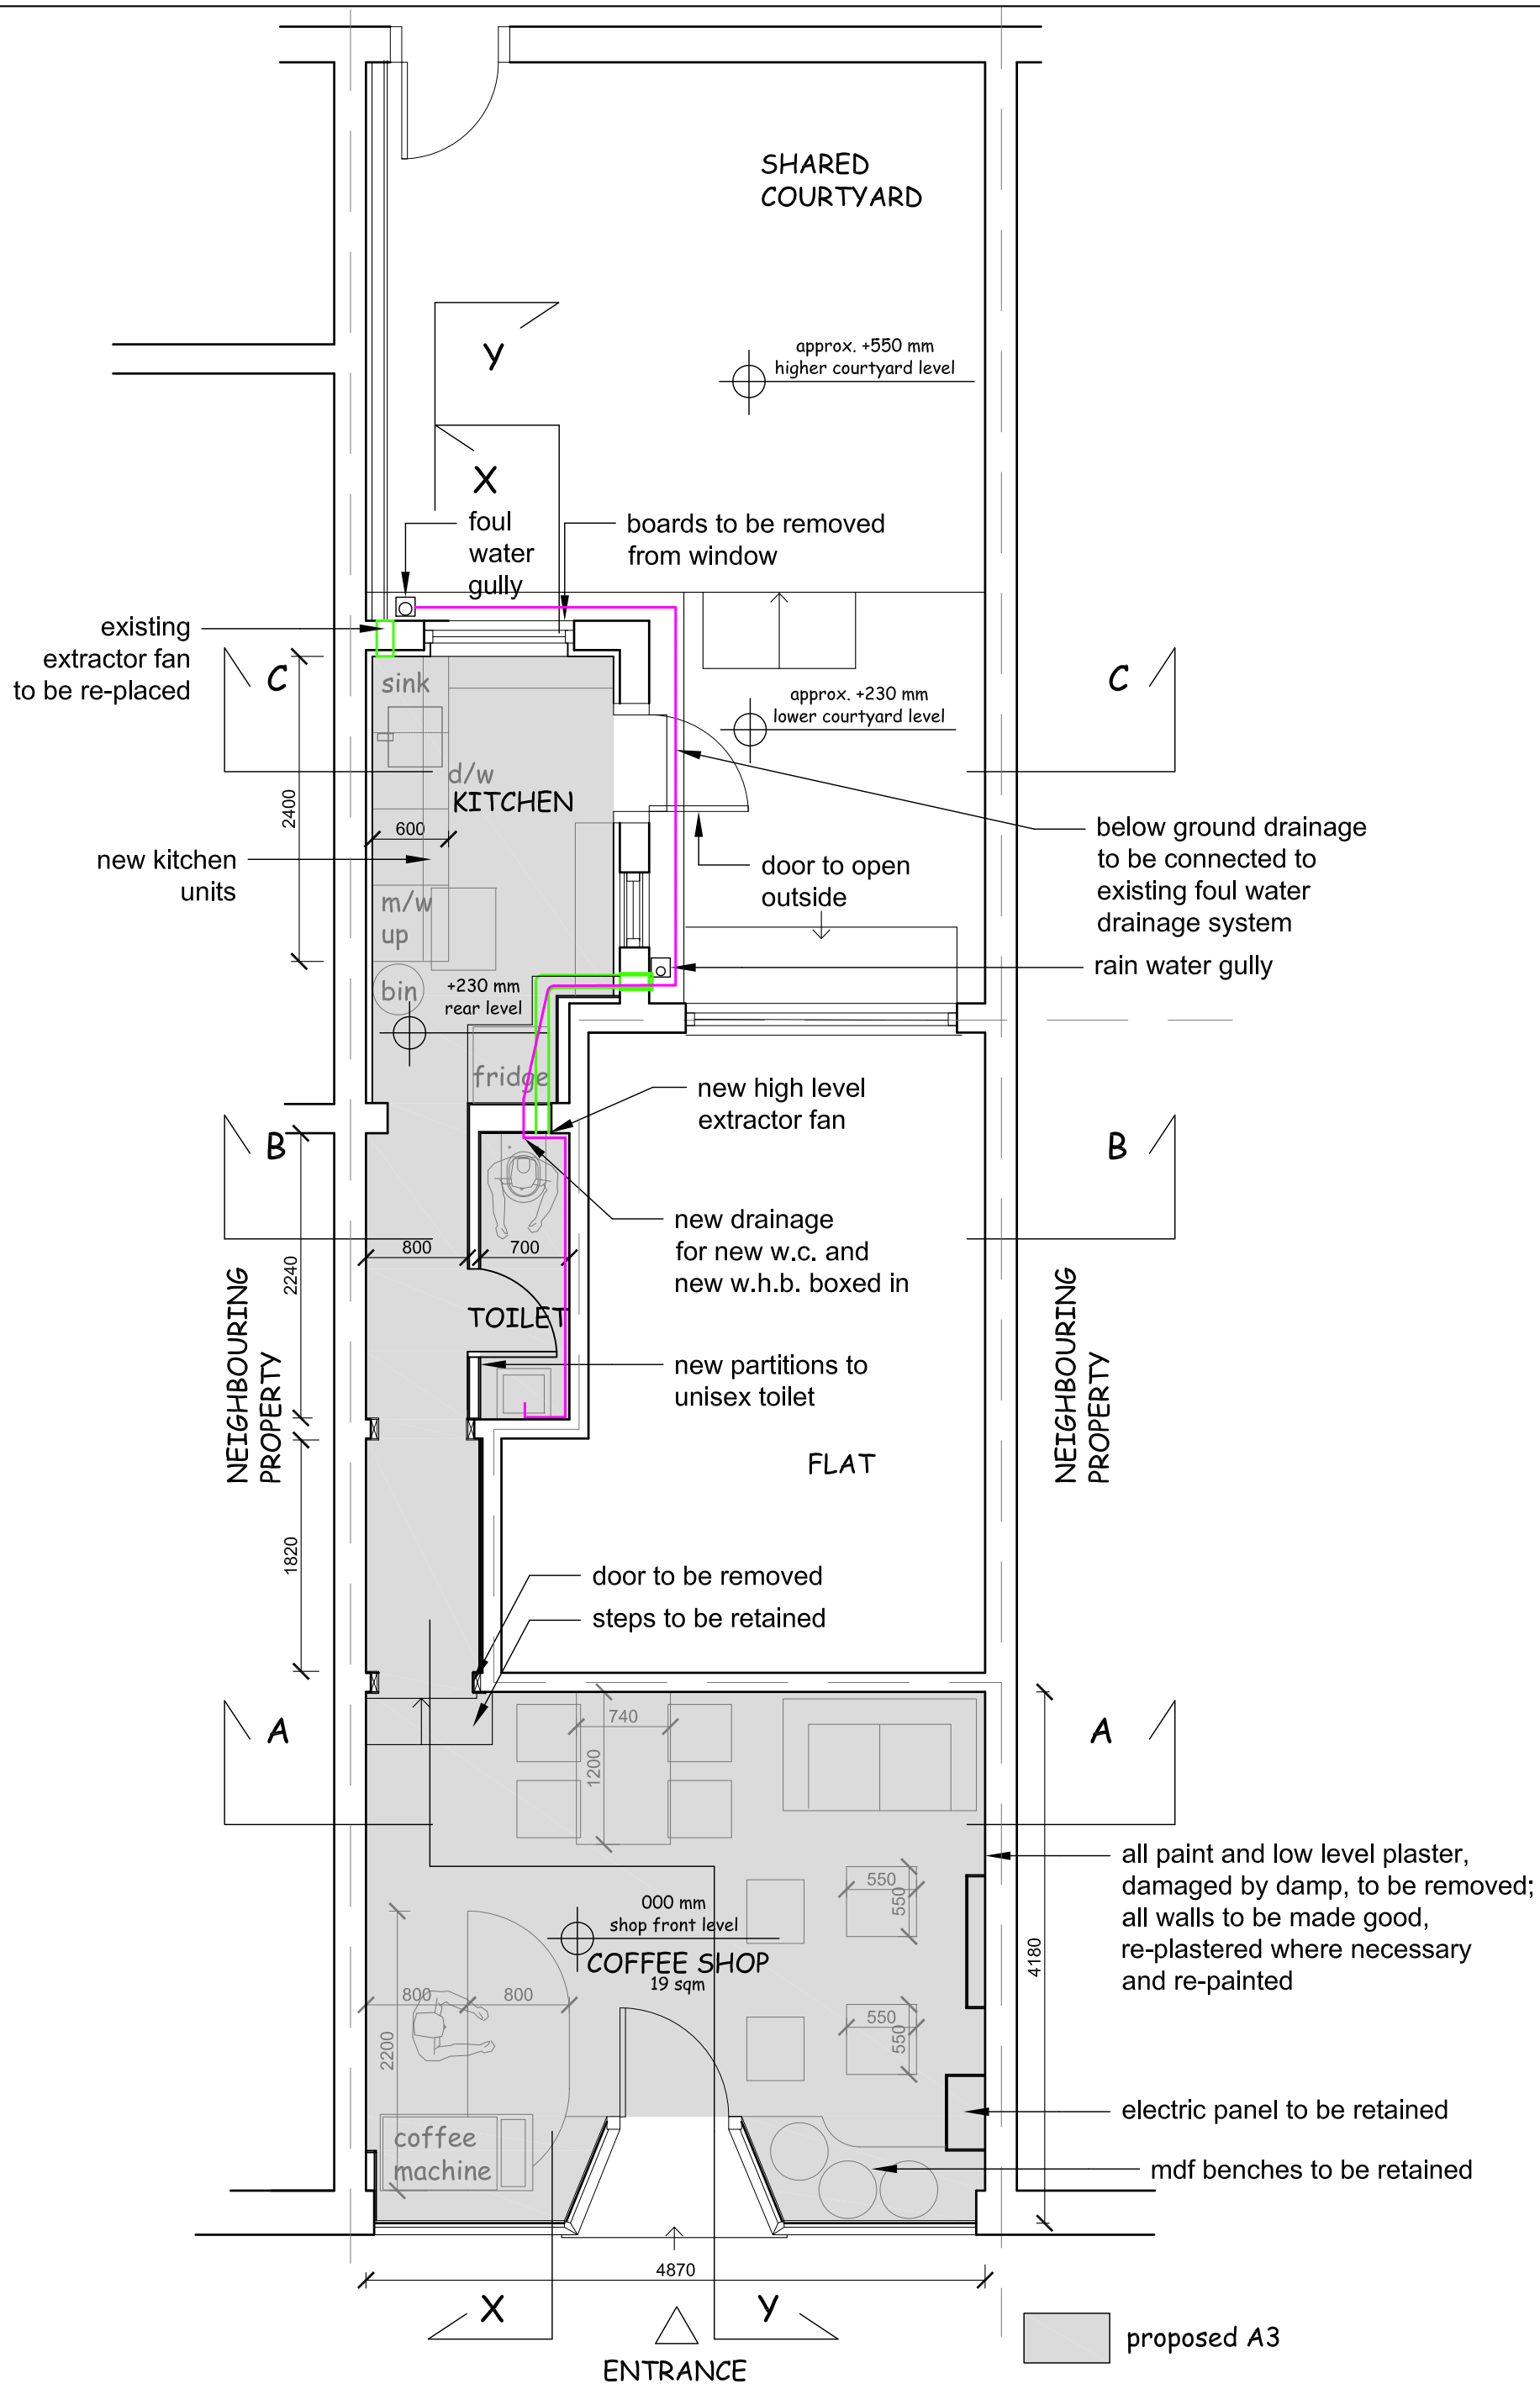 SHARED
COURTYARD
Y
approx. +550 mm
higher courtyard level
X
foul
water
gully
boards to be removed
from window
existing
extractor fan
to be re-placed
C
C
sink
approx. +230 mm
lower courtyard level
d/w
KITCHEN
2400
600
new kitchen
units
door to open
outside
below ground drainage
to be connected to
existing foul water
drainage system
m/w
up
rain water gully
bin
+230 mm
rear level
fridge
new high level
extractor fan
B
B
new drainage
for new w.c. and
new w.h.b. boxed in
800
700
2240
NEIGHBOURING
PROPERTY
NEIGHBOURING
PROPERTY
TOILET
new partitions to
unisex toilet
FLAT
1820
door to be removed
steps to be retained
A
A
740
1200
all paint and low level plaster,
damaged by damp, to be removed;
all walls to be made good,
re-plastered where necessary
and re-painted
550
550
000 mm
shop front level
COFFEE SHOP
19 sqm
4180
800
800
2200
550
550
electric panel to be retained
coffee
machine
mdf benches to be retained
4870
X
Y
ENTRANCE
proposed A3